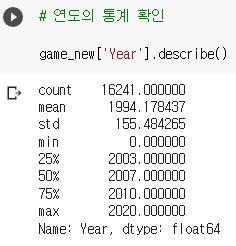 # 연도의 통계 확인
game_new['Year'].describe()
count 16241.000000
mean 1994.178437
std 155.484265
min 0.000000
25% 2003.000000
50% 2007.000000
75% 2010.000000
max 2020.000000
Name: Year, dtype: float64